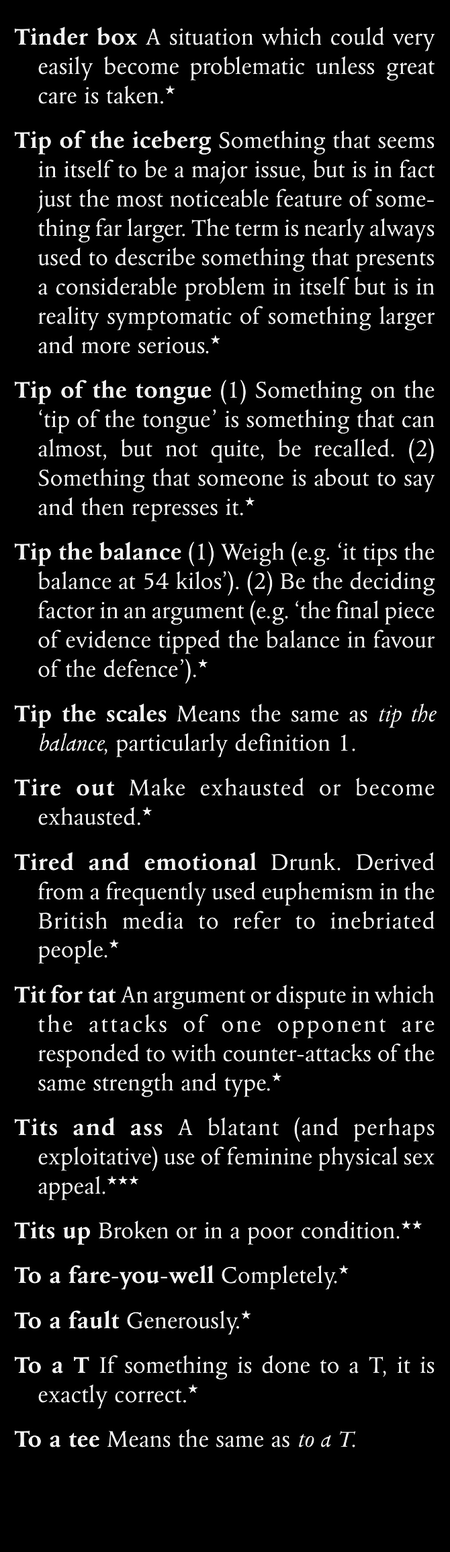 Tinder box A situation which could very
easily become problematic unless great
care is taken.★
Tip of the iceberg Something that seems
in itself to be a major issue, but is in fact
just the most noticeable feature of some-
thing far larger. The term is nearly always
used to describe something that presents
a considerable problem in itself but is in
reality symptomatic of something larger
and more serious.★
Tip of the tongue (1) Something on the
‘tip of the tongue’ is something that can
almost, but not quite, be recalled. (2)
Something that someone is about to say
and then represses it.★
Tip the balance (1) Weigh (e.g. ‘it tips the
balance at 54 kilos’). (2) Be the deciding
factor in an argument (e.g. ‘the final piece
of evidence tipped the balance in favour
of the defence’).★
Tip the scales Means the same as tip the
balance, particularly definition 1.
Tire out Make exhausted or become
exhausted.★
Tired and emotional Drunk. Derived
from a frequently used euphemism in the
British media to refer to inebriated
people.★
Tit for tat An argument or dispute in which
the attacks of one opponent are
responded to with counter-attacks of the
same strength and type.★
Tits and ass A blatant (and perhaps
exploitative) use of feminine physical sex
appeal.★★★
Tits up Broken or in a poor condition.★★
To a fare-you-well Completely.★
To a fault Generously.★
To a T If something is done to a T, it is
exactly correct.★
To a tee Means the same as to a T.